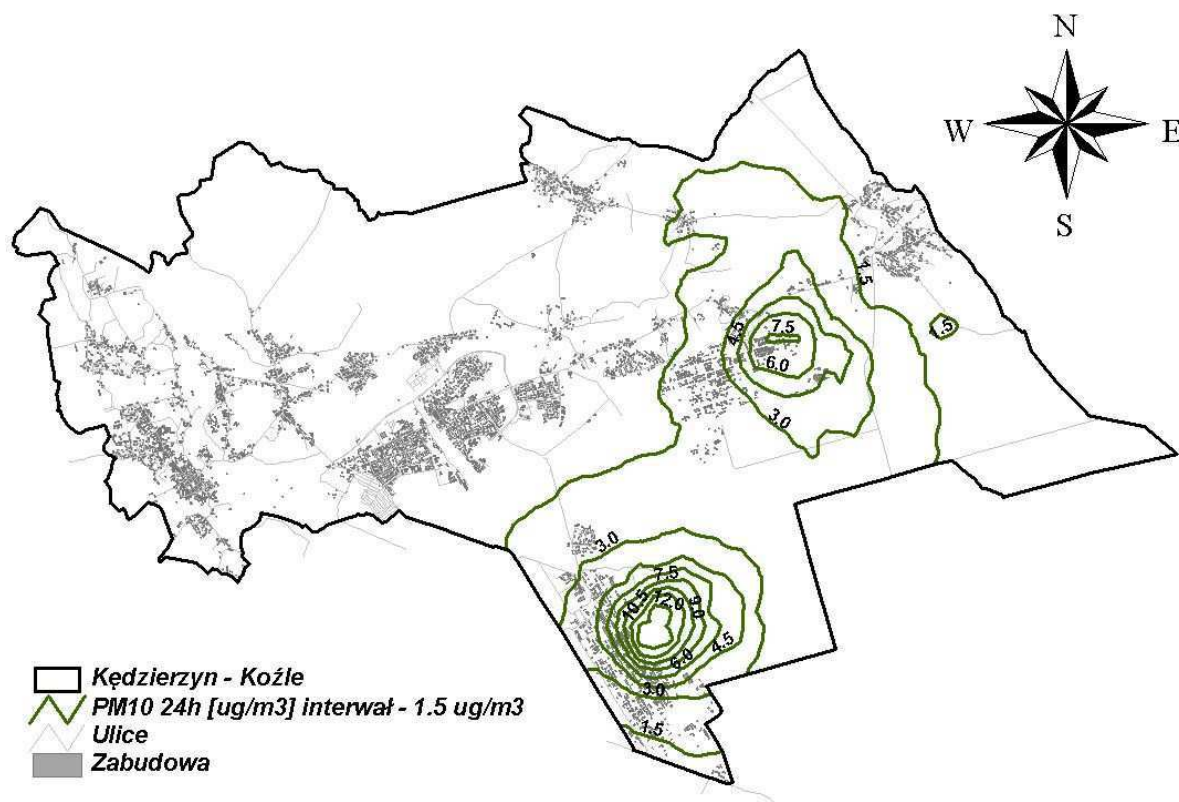 N
W E
S
1.5
1.5
4.5
7.5
6.0
3.0
3.0
7.5
10.5
12.0
9.0
4.5
6.0
3.0
1.5
Kędzierzyn - Koźle
PM10 24h [ug/m3] interwał - 1.5 ug/m3
Ulice
Zabudowa